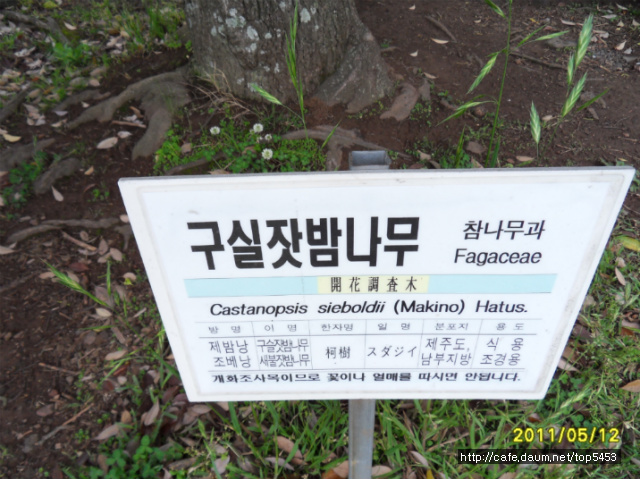 구실잣밤나무 참나무과
Fagaceae
開花調査木
Castanopsis sieboldii (Makino) Hatus.
방 명 이 명 한자명 일 명 분포지 용 도
제밤낭 구실잣밤나무 柯樹 スダジイ 제주도, 식 용
조베낭 새불잣밤나무 남부지방 조경용
개화조사목이므로 꽃이나 열매를 따시면 안됩니다.
2011/05/12
http://cafe.daum.net/top5453